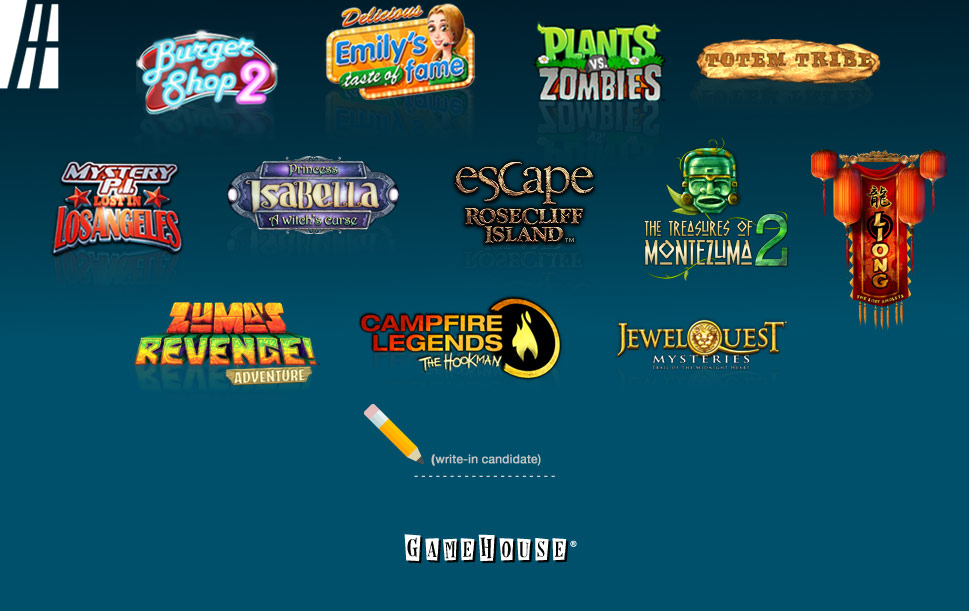 Burger
Shop 2
Delicious
Emily's
taste of fame
PLANTS
VS.
ZOMBIES
TOTEM TRIBE
MYSTERY
P.I.
LOST IN
LOS ANGELES
Princess
ISABELLA
A witch's curse
escape
ROSECLIFF
ISLAND™
THE TREASURES OF
MONTEZUMA 2
龍
LIONG
THE LOST AMULETS
ZUMA'S
REVENGE!
ADVENTURE
CAMPFIRE
LEGENDS
THE HOOKMAN
JEWEL QUEST
MYSTERIES
TRAIL OF THE MIDNIGHT HEART
(write-in candidate)
GAMEHOUSE®